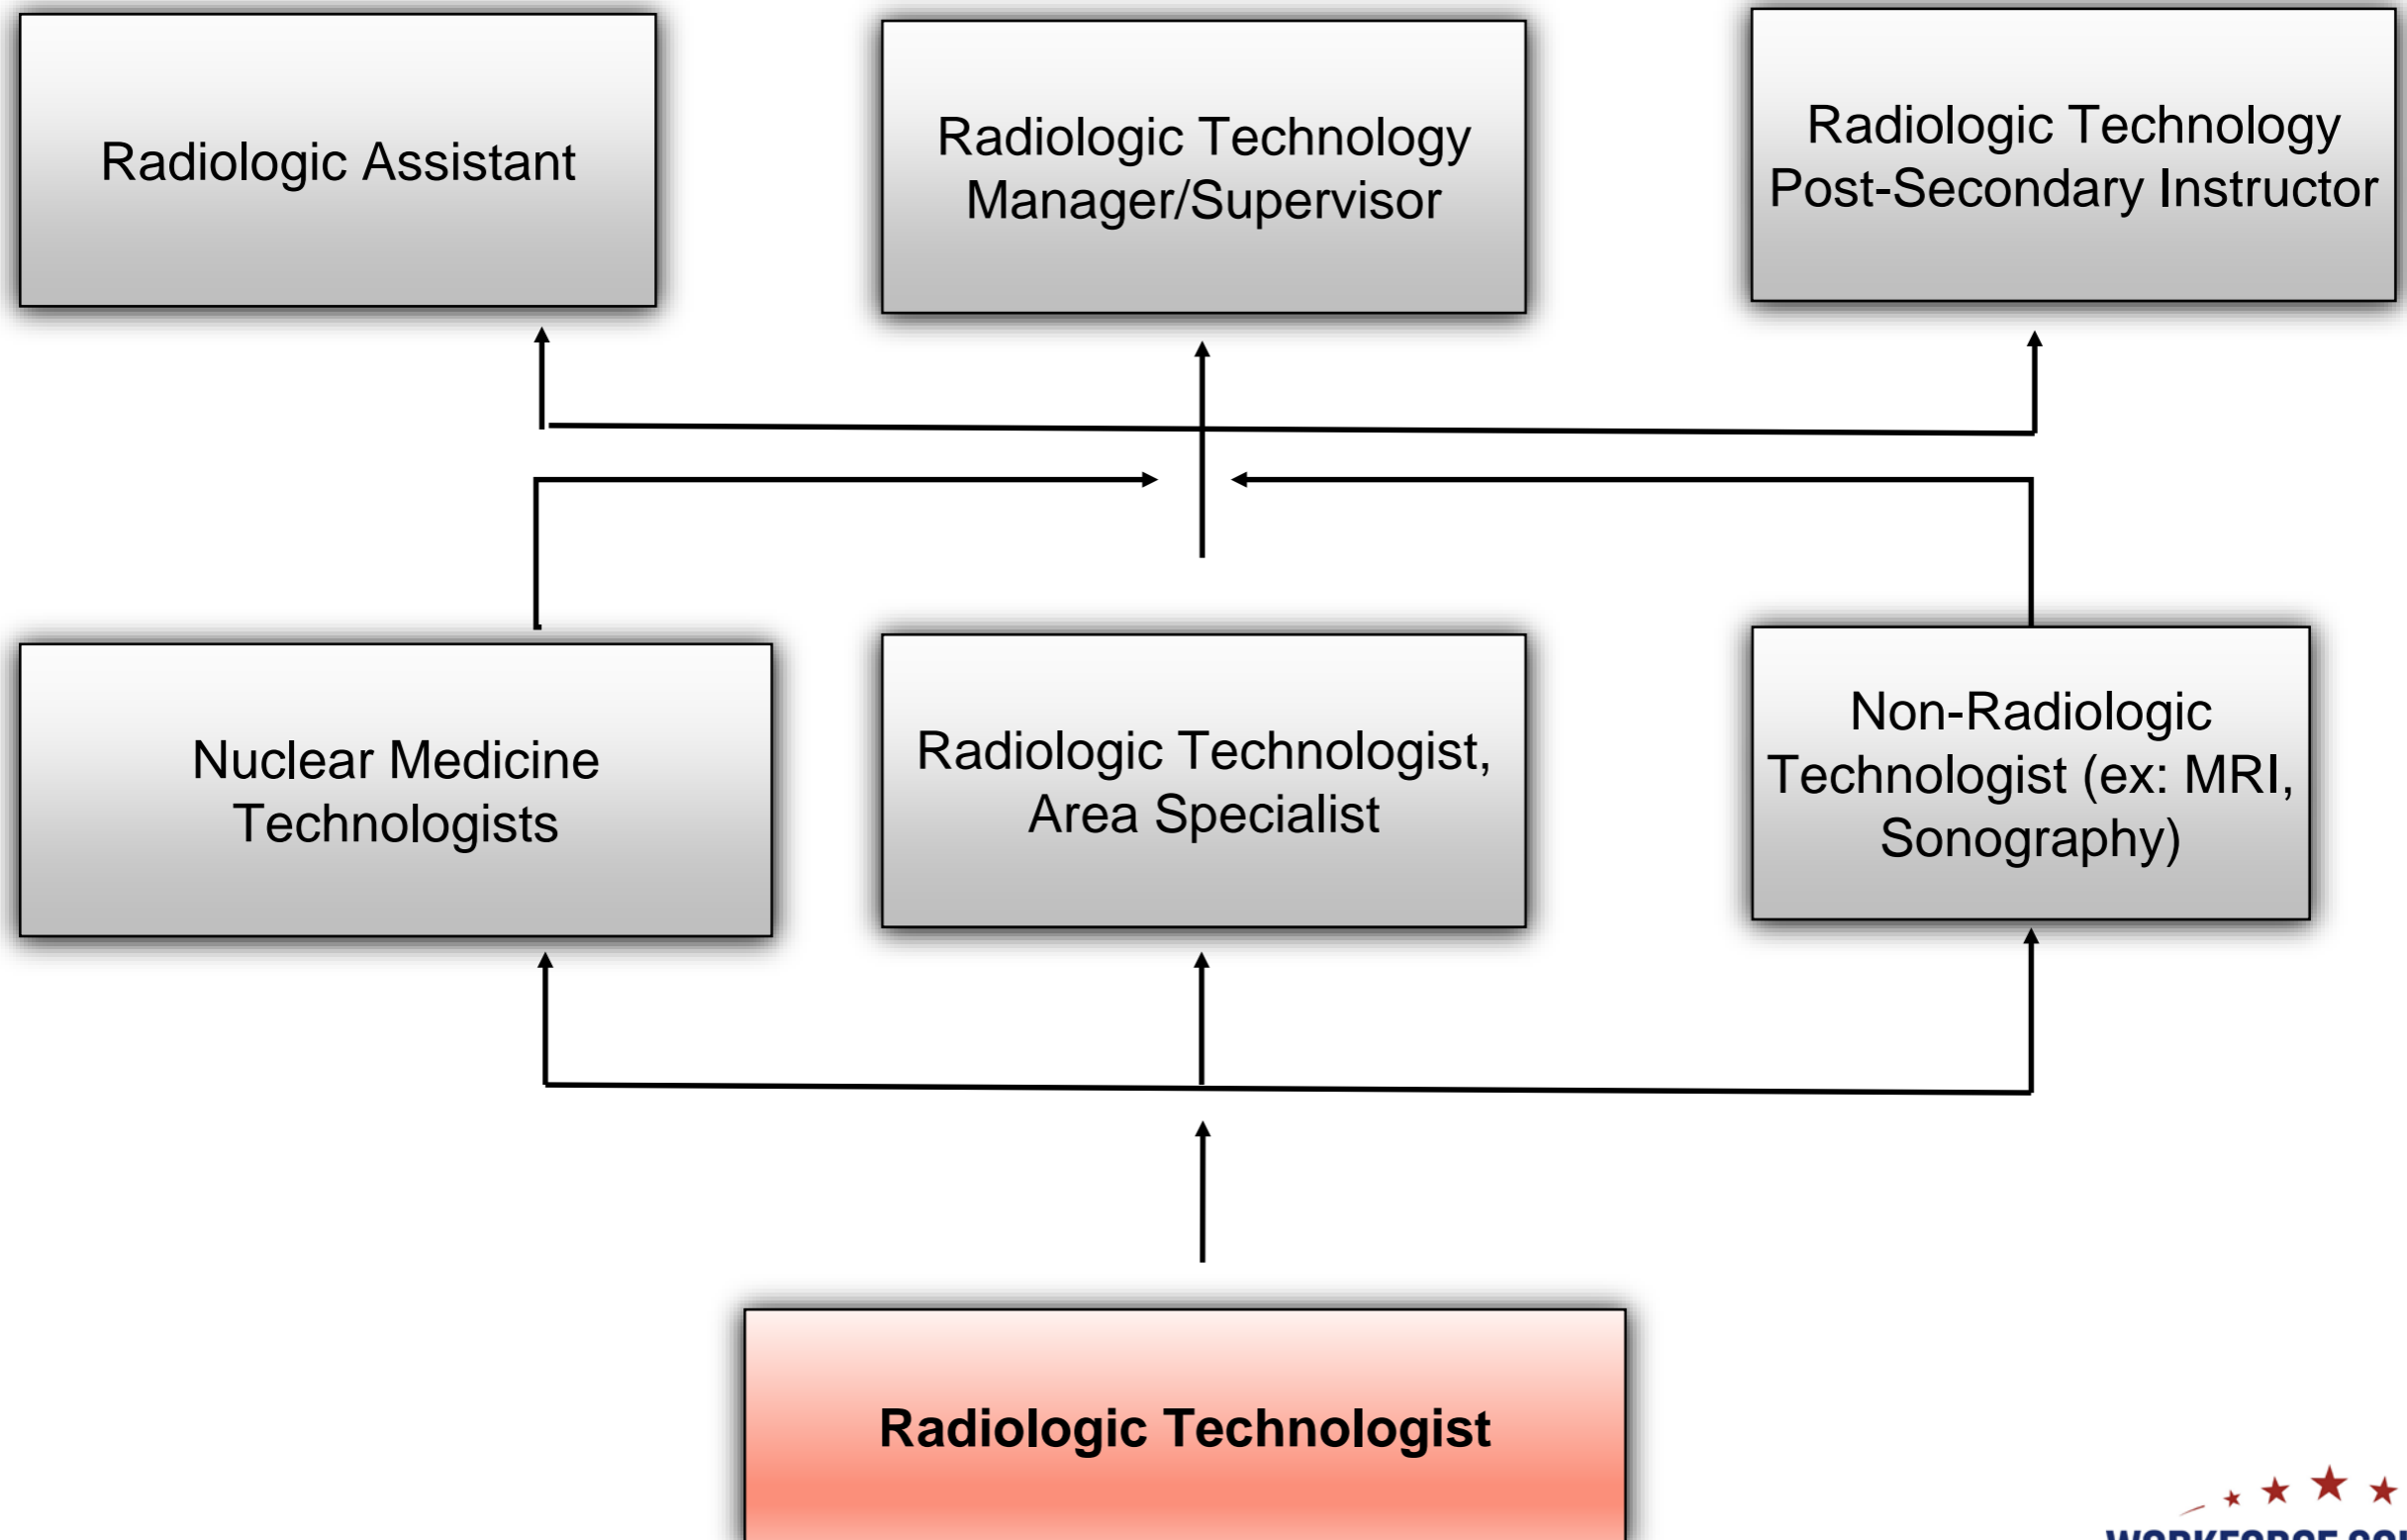 Radiologic Assistant
Radiologic Technology
Manager/Supervisor
Radiologic Technology
Post-Secondary Instructor
Nuclear Medicine
Technologists
Radiologic Technologist,
Area Specialist
Non-Radiologic
Technologist (ex: MRI,
Sonography)
Radiologic Technologist